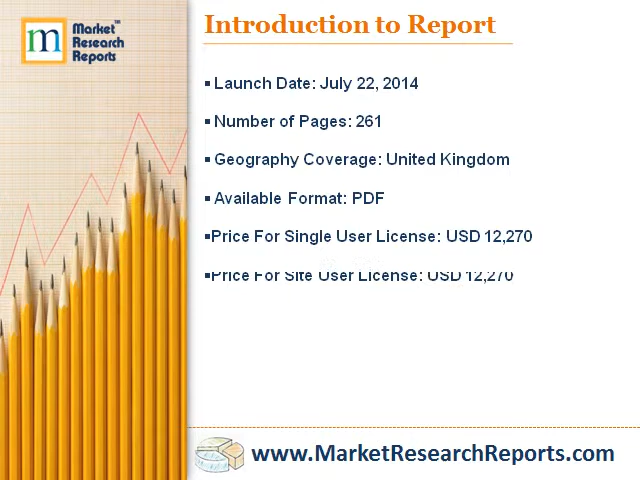 Market™
Research
Reports
Introduction to Report
▪ Launch Date: July 22, 2014
▪ Number of Pages: 261
▪ Geography Coverage: United Kingdom
▪ Available Format: PDF
▪Price For Single User License: USD 12,270
▪Price For Site User License: USD 12,270
www.MarketResearchReports.com